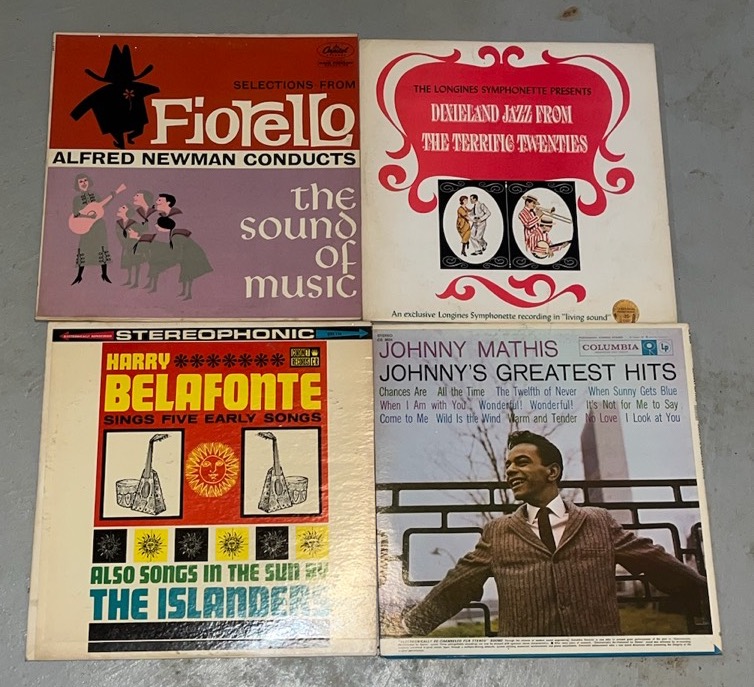 Capitol
SELECTIONS FROM
Fiorello
ALFRED NEWMAN CONDUCTS
the
sound
of
music
THE LONGINES SYMPHONETTE PRESENTS
DIXIELAND JAZZ FROM
THE TERRIFIC TWENTIES
An exclusive Longines Symphonette recording in "living sound"
STEREOPHONIC
HARRY
BELAFONTE
SINGS FIVE EARLY SONGS
CORONET
RECORDS
ALSO SONGS IN THE SUN BY
THE ISLANDERS
JOHNNY MATHIS
COLUMBIA Lp
JOHNNY'S GREATEST HITS
Chances Are All the Time The Twelfth of Never When Sunny Gets Blue
When I Am with You Wonderful! Wonderful! It's Not for Me to Say
Come to Me Wild Is the Wind Warm and Tender No Love I Look at You